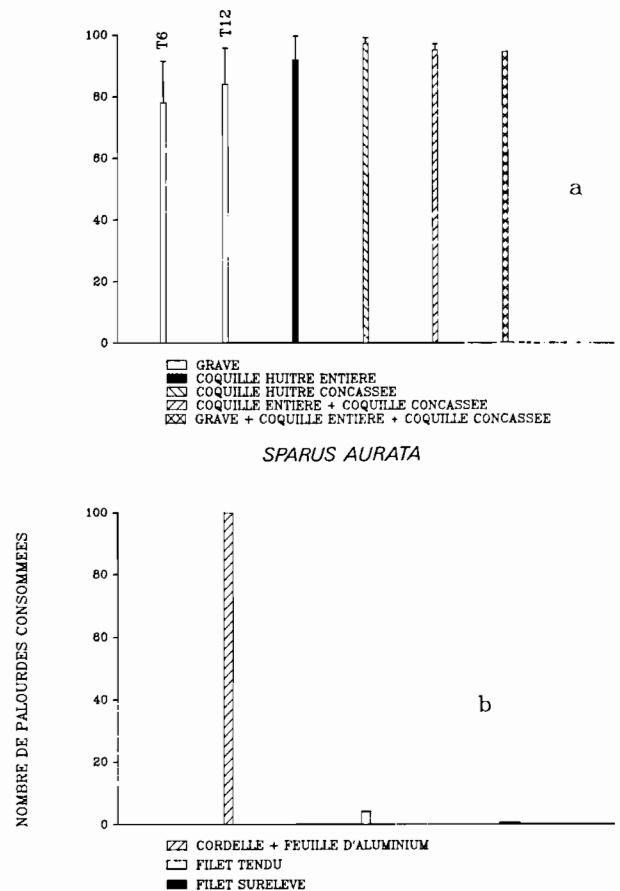 T6
T12
100
80
60
40
20
0
a
GRAVE
COQUILLE HUITRE ENTIERE
COQUILLE HUITRE CONCASSEE
COQUILLE ENTIERE + COQUILLE CONCASSEE
GRAVE + COQUILLE ENTIERE + COQUILLE CONCASSEE
SPARUS AURATA
NOMBRE DE PALOURDES CONSOMMEES
100
80
60
40
20
0
b
CORDELLE + FEUILLE D'ALUMINIUM
FILET TENDU
FILET SURELEVE